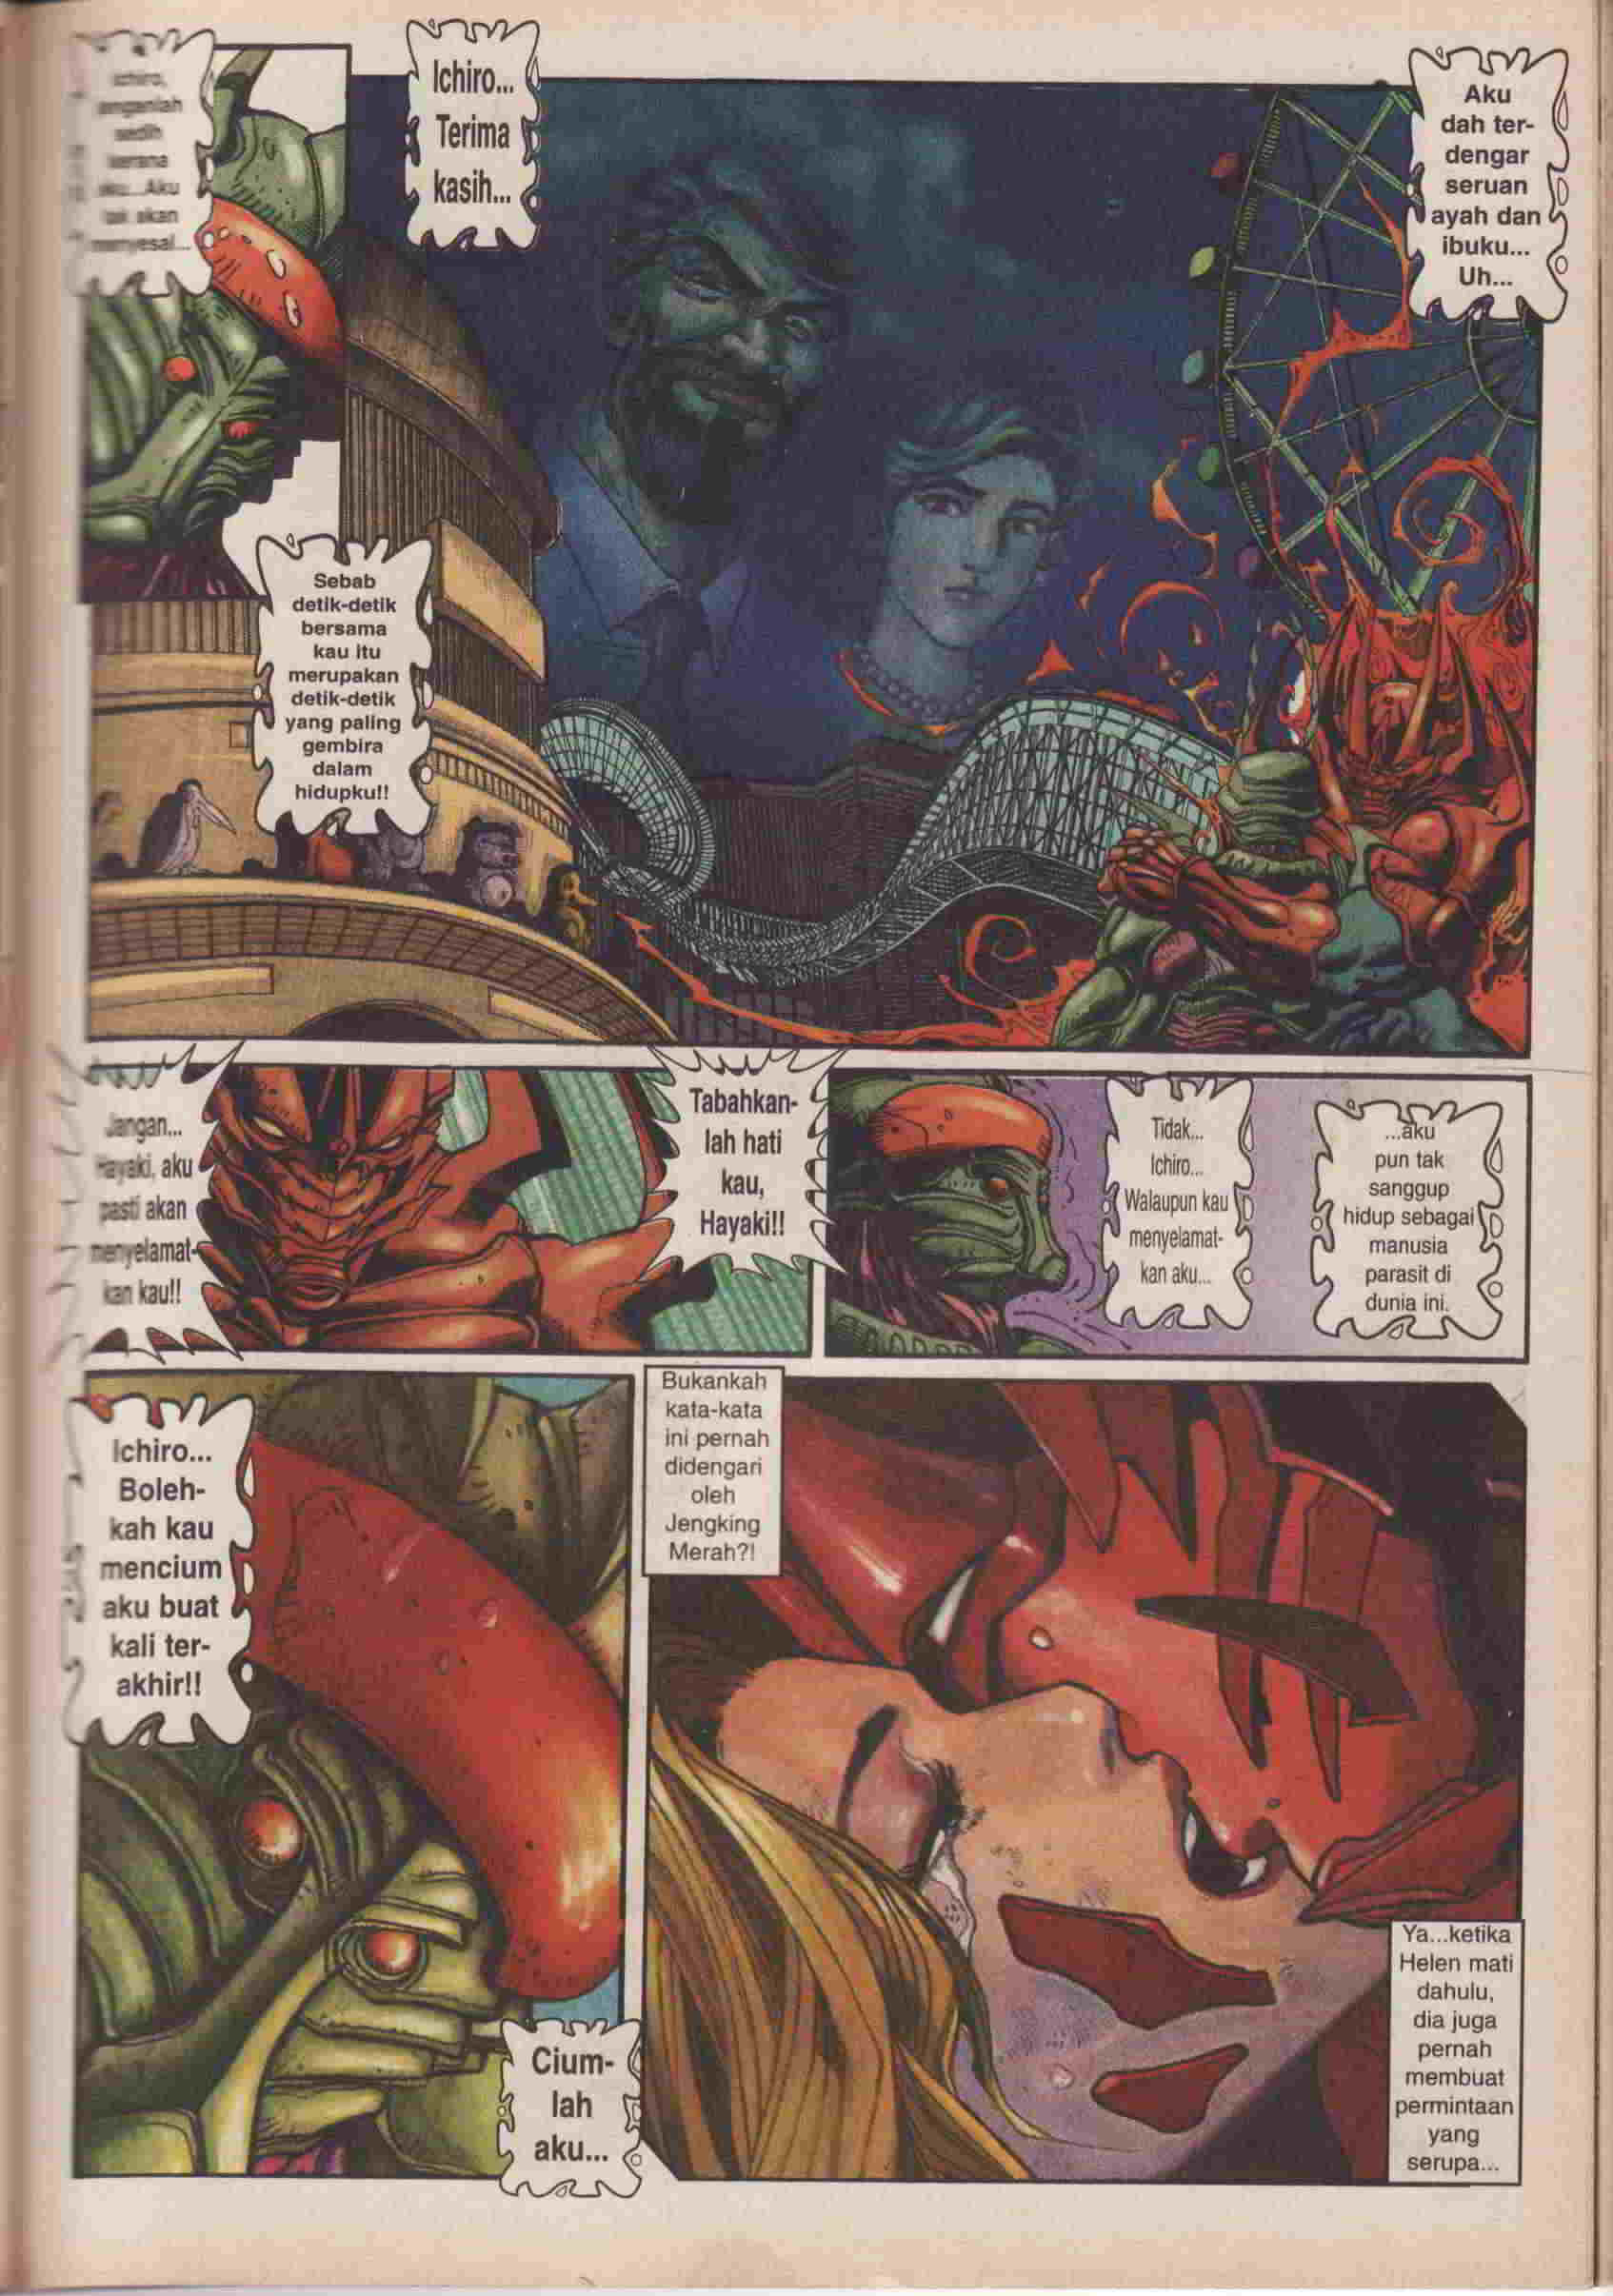 Ichiro,
janganlah
sedih
kerana
aku...Aku
tak akan
menyesal...
Sebab
detik-detik
bersama
kau itu
merupakan
detik-detik
yang paling
gembira
dalam
hidupku!!
Ichiro...
Terima
kasih...
Aku
dah ter-
dengar
seruan
ayah dan
ibuku...
Uh...
Jangan...
Hayaki, aku
pasti akan
menyelamat-
kan kau!!
Tabahkan-
lah hati
kau,
Hayaki!!
Tidak...
Ichiro...
Walaupun kau
menyelamat-
kan aku...
...aku
pun tak
sanggup
hidup sebagai
manusia
parasit di
dunia ini.
Ichiro...
Boleh-
kah kau
mencium
aku buat
kali ter-
akhir!!
Cium-
lah
aku...
Bukankah
kata-kata
ini pernah
didengari
oleh
Jengking
Merah?!
Ya...ketika
Helen mati
dahulu,
dia juga
pernah
membuat
permintaan
yang
serupa...